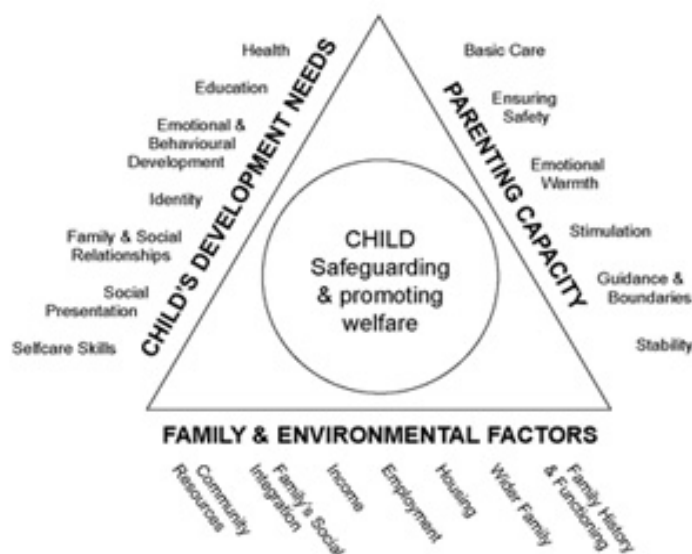 Health
Education
Emotional &
Behavioural
Development
Identity
Family & Social
Relationships
Social
Presentation
Selfcare Skills
CHILD'S DEVELOPMENT NEEDS
CHILD
Safeguarding
& promoting
welfare
PARENTING CAPACITY
Basic Care
Ensuring
Safety
Emotional
Warmth
Stimulation
Guidance &
Boundaries
Stability
FAMILY & ENVIRONMENTAL FACTORS
Community
Resources
Family's Social
Integration
Income
Employment
Housing
Wider Family
Family History
& Functioning